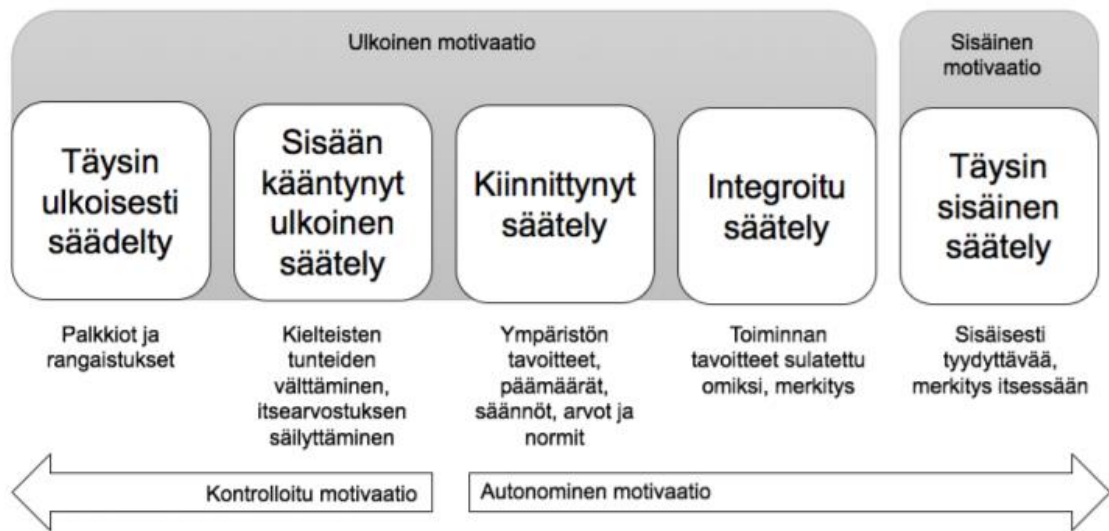 Ulkoinen motivaatio
Sisäinen
motivaatio
Täysin
ulkoisesti
säädelty
Sisään
kääntynyt
ulkoinen
säätely
Kiinnittynyt
säätely
Integroitu
säätely
Täysin
sisäinen
säätely
Palkkiot ja
rangaistukset
Kielteisten
tunteiden
välttäminen,
itsearvostuksen
säilyttäminen
Ympäristön
tavoitteet,
päämäärät,
säännöt, arvot ja
normit
Toiminnan
tavoitteet sulatettu
omiksi, merkitys
Sisäisesti
tyydyttävää,
merkitys itsessään
Kontrolloitu motivaatio
Autonominen motivaatio